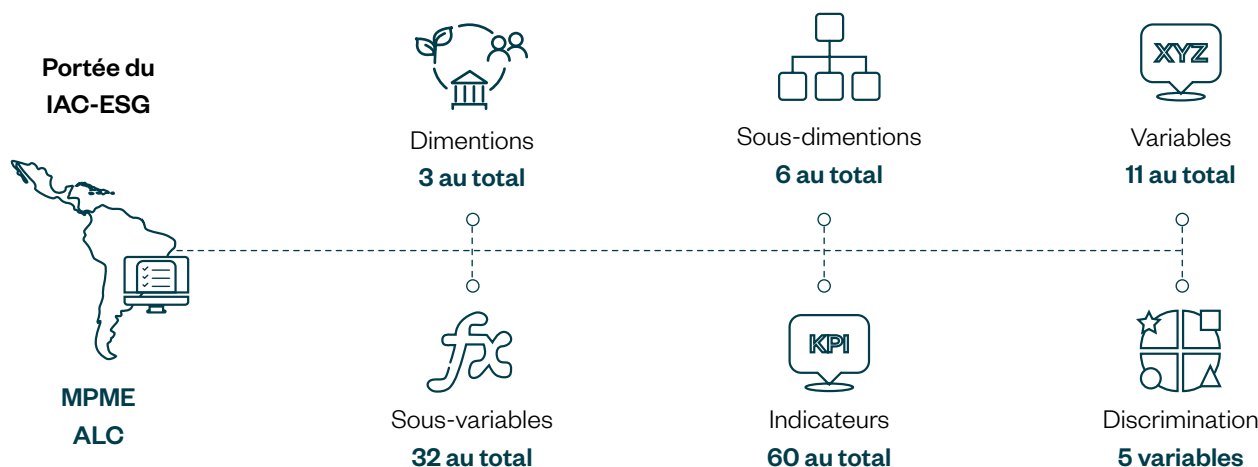 Portée du
IAC-ESG
Dimentions
3 au total
Sous-dimentions
6 au total
XYZ
Variables
11 au total
MPME
ALC
fx
Sous-variables
32 au total
KPI
Indicateurs
60 au total
Discrimination
5 variables